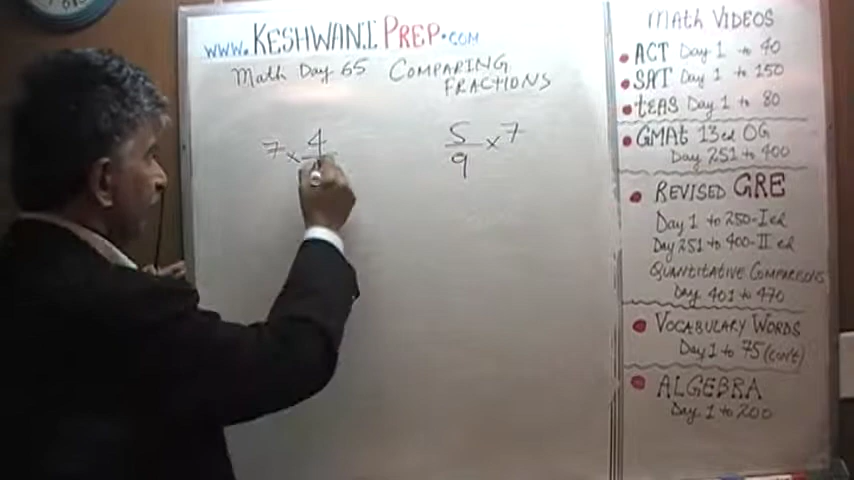 www.KESHWANI PREP.COM
Math Day 65 COMPARING
FRACTIONS
7 x 4
5 x 7
9
Math VIDEOS
ACT Day 1 to 40
SAT Day 1 to 150
tEAS Day 1 to 80
GMAt 13 ed OG
Day 251 to 400
REVISED GRE
Day 1 to 250-I ed
Day 251 to 400-II ed
QUANTITATIVE COMPARISONS
Day 401 to 470
VOCABULARY WORDS
Day 1 to 75 (con't)
ALGEBRA
Day 1 to 200